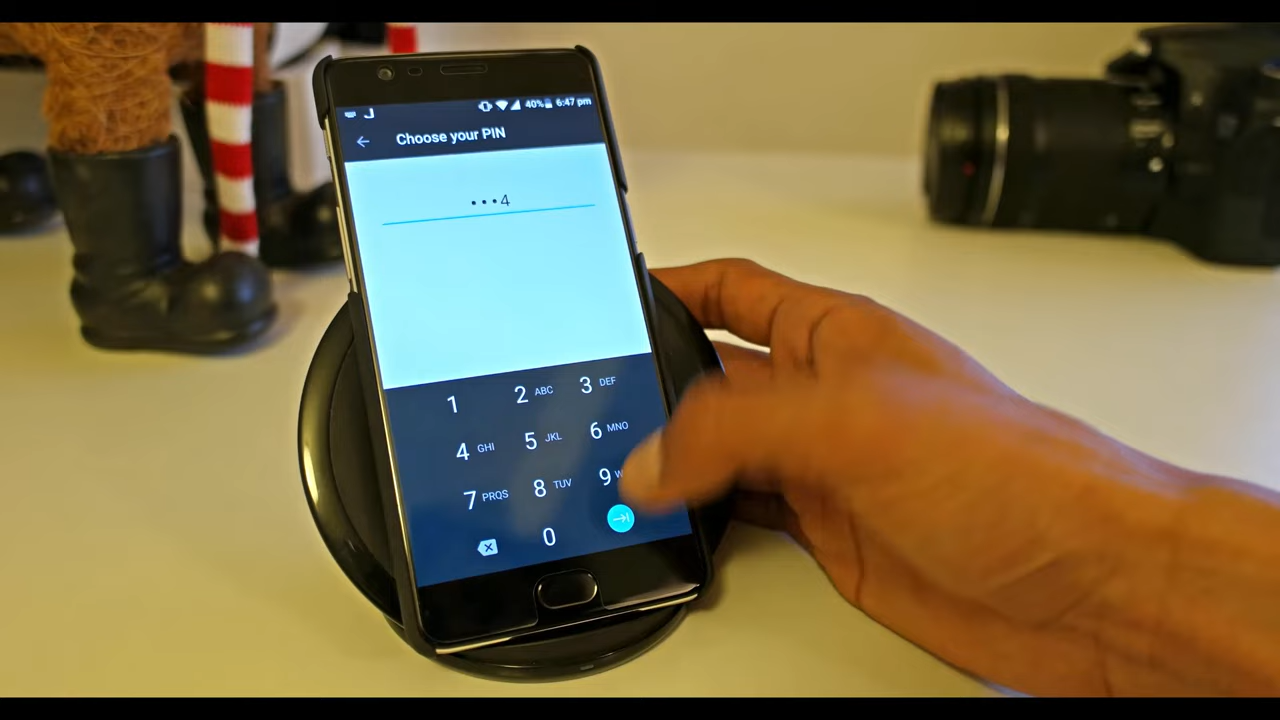 40% 6:47 pm
Choose your PIN
•••4
1 2 ABC 3 DEF
4 GHI 5 JKL 6 MNO
7 PRQS 8 TUV 9 W
0